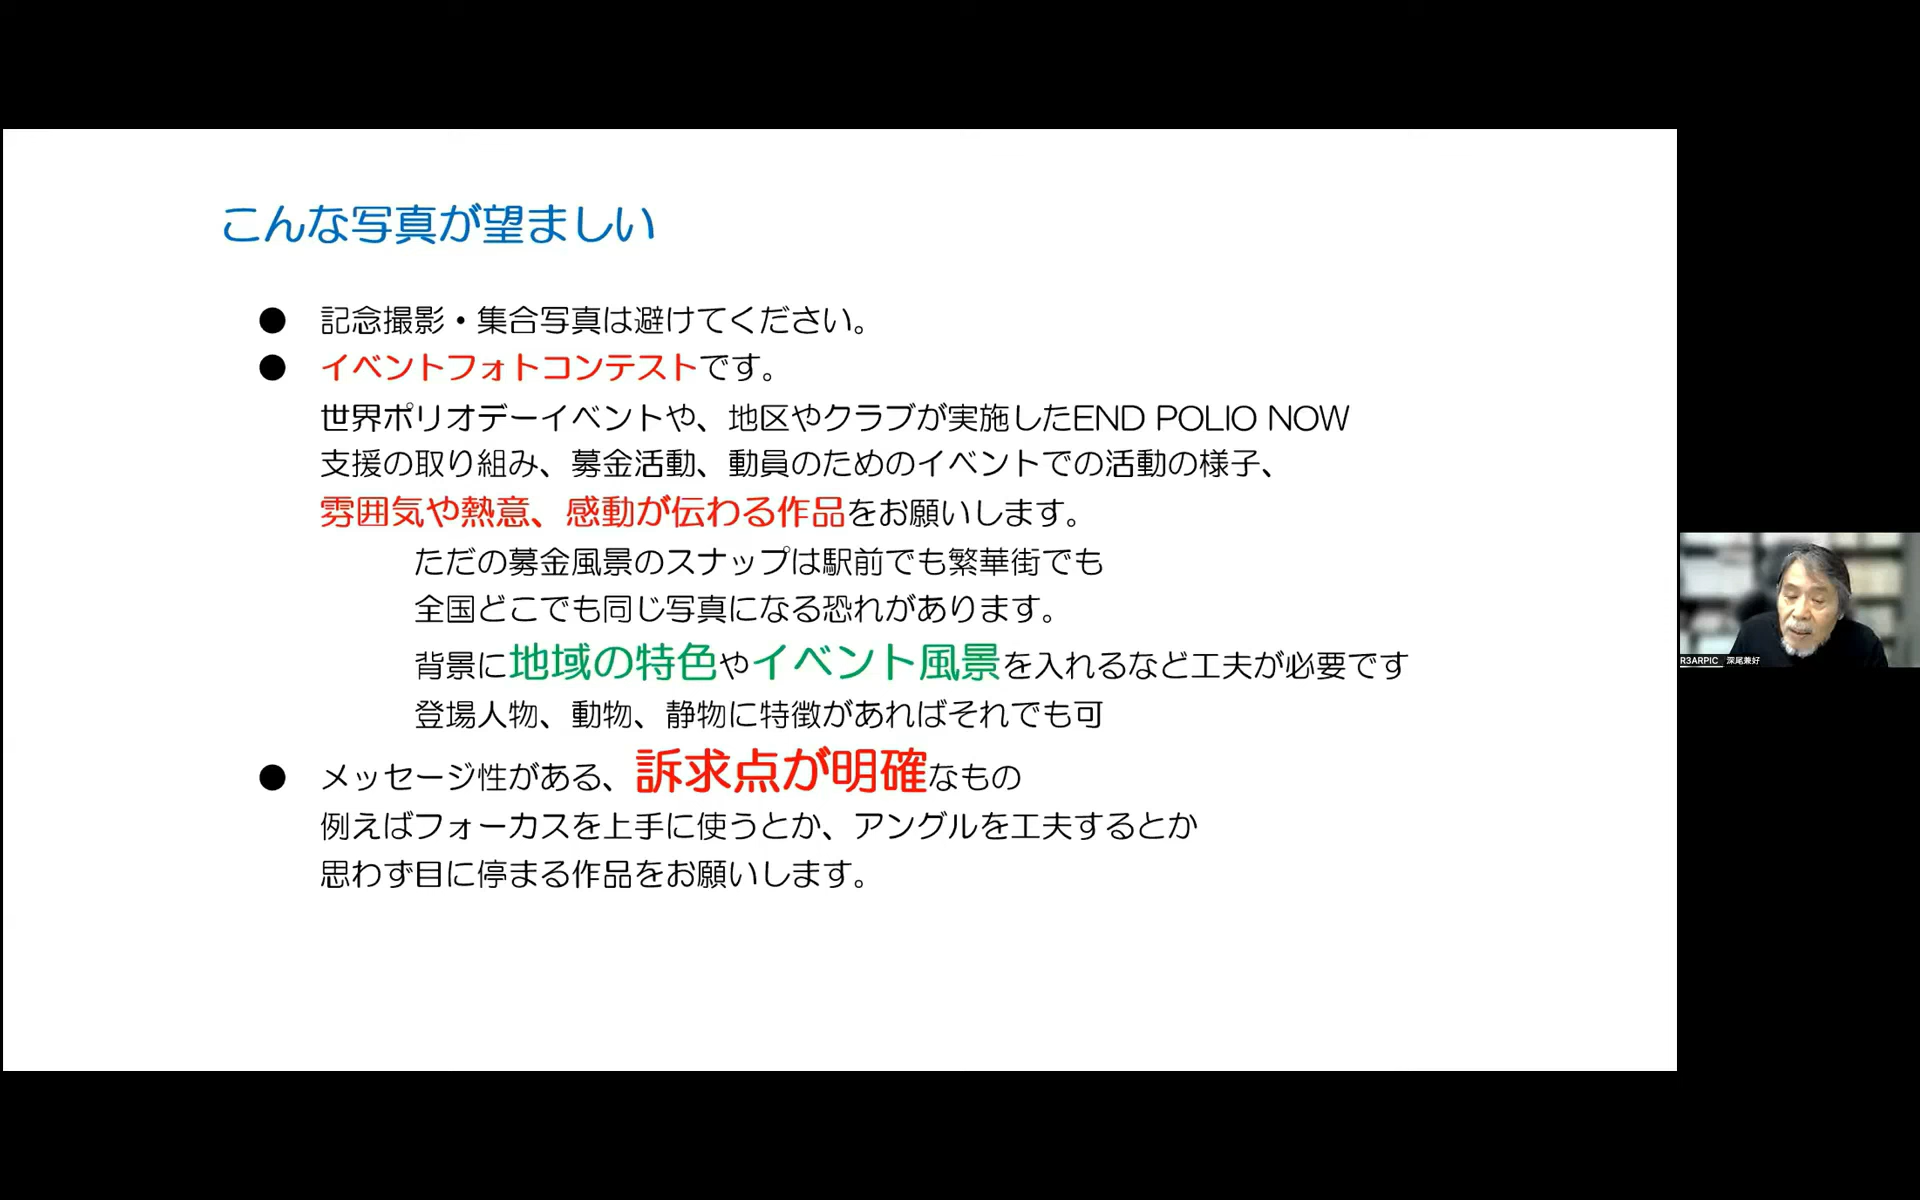 こんな写真が望ましい
● 記念撮影・集合写真は避けてください。
● イベントフォトコンテストです。
世界ポリオデーイベントや、地区やクラブが実施したEND POLIO NOW
支援の取り組み、募金活動、動員のためのイベントでの活動の様子、
雰囲気や熱意、感動が伝わる作品をお願いします。
ただの募金風景のスナップは駅前でも繁華街でも
全国どこでも同じ写真になる恐れがあります。
背景に地域の特色やイベント風景を入れるなど工夫が必要です
登場人物、動物、静物に特徴があればそれでも可
● メッセージ性がある、訴求点が明確なもの
例えばフォーカスを上手に使うとか、アングルを工夫するとか
思わず目に停まる作品をお願いします。
R3ARPIC 深尾兼好